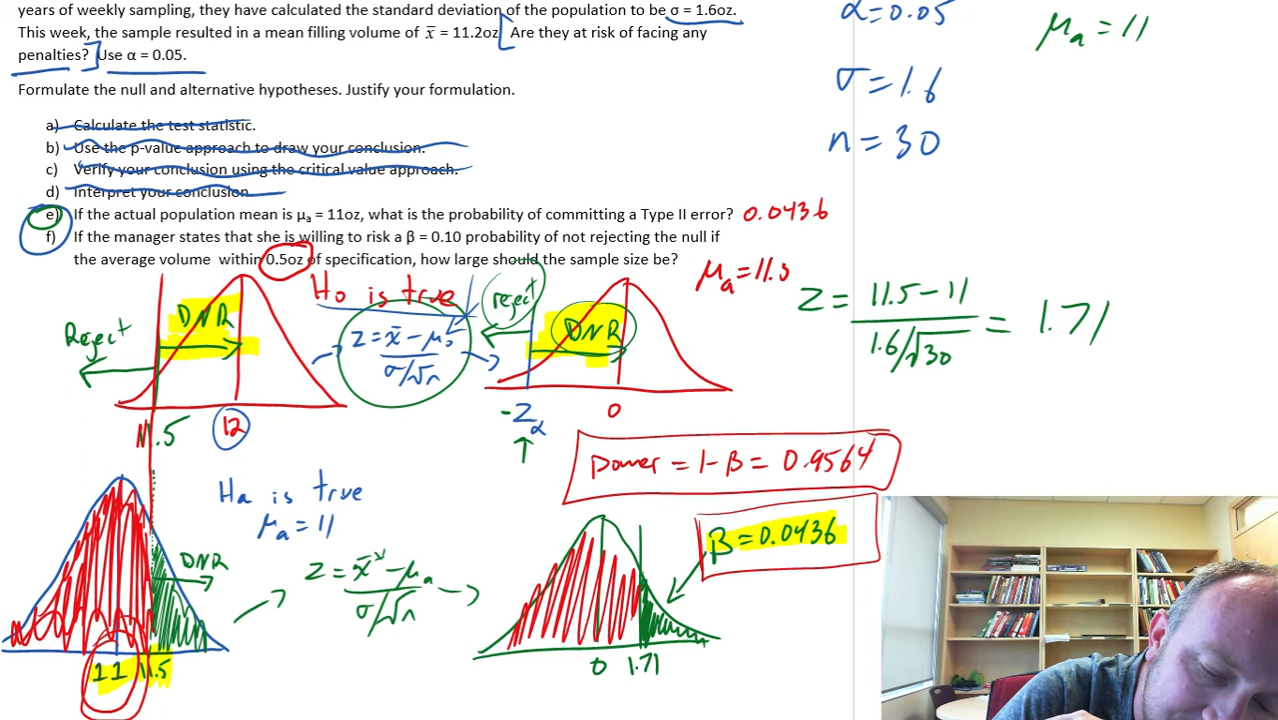 years of weekly sampling, they have calculated the standard deviation of the population to be σ = 1.6oz.
This week, the sample resulted in a mean filling volume of x̄ = 11.2oz. Are they at risk of facing any
penalties? Use α = 0.05.
Formulate the null and alternative hypotheses. Justify your formulation.
a) Calculate the test statistic.
b) Use the p-value approach to draw your conclusion.
c) Verify your conclusion using the critical value approach.
d) Interpret your conclusion
e) If the actual population mean is μa = 11oz, what is the probability of committing a Type II error? 0.0436
f) If the manager states that she is willing to risk a β = 0.10 probability of not rejecting the null if
the average volume within 0.5oz of specification, how large should the sample size be?
α=0.05
μa = 11
σ=1.6
n=30
μa=11.5
Z = 11.5-11 / 1.6/√30 = 1.71
Reject
DNR
Ho is true
Z = x̄ - μo / σ/√n
reject
DNR
11.5
12
-Zα
0
Power = 1-β = 0.9564
Ha is true
μa = 11
DNR
Z = x̄ - μa / σ/√n
β=0.0436
11
11.5
0
1.71